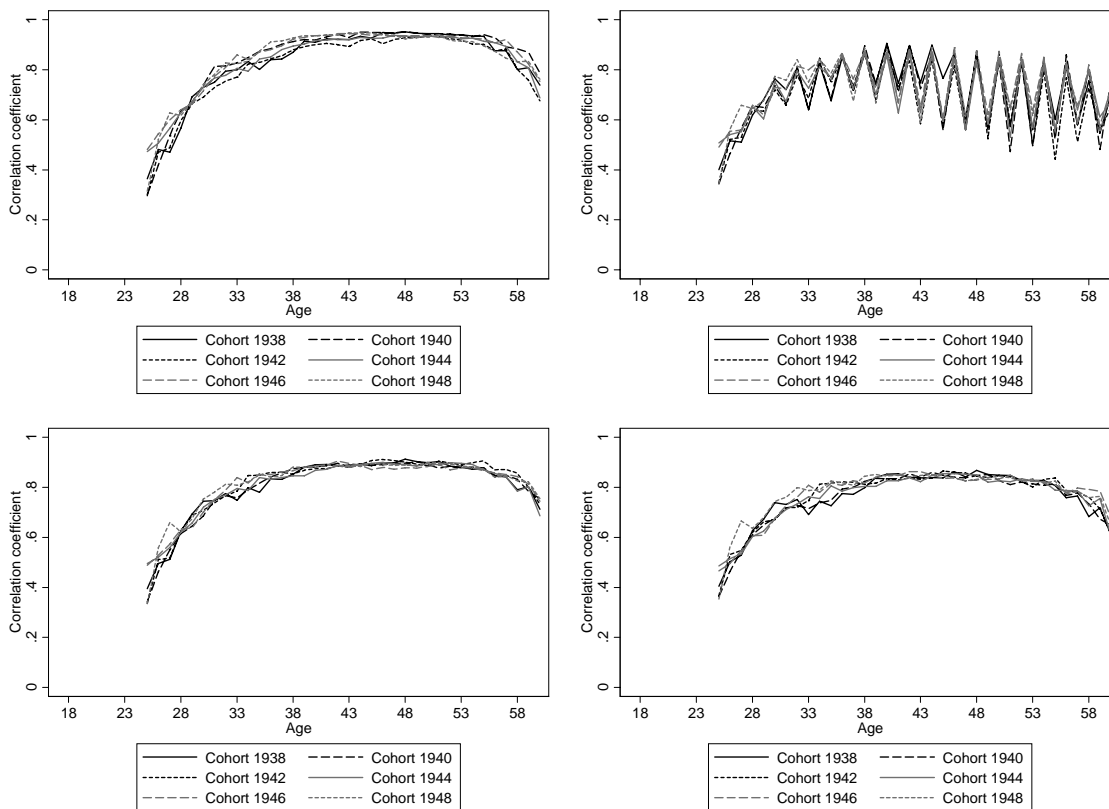 Correlation coefficient
0 .2 .4 .6 .8 1
18 23 28 33 38 43 48 53 58
Age
Cohort 1938 Cohort 1940
Cohort 1942 Cohort 1944
Cohort 1946 Cohort 1948
Correlation coefficient
0 .2 .4 .6 .8 1
18 23 28 33 38 43 48 53 58
Age
Cohort 1938 Cohort 1940
Cohort 1942 Cohort 1944
Cohort 1946 Cohort 1948
Correlation coefficient
0 .2 .4 .6 .8 1
18 23 28 33 38 43 48 53 58
Age
Cohort 1938 Cohort 1940
Cohort 1942 Cohort 1944
Cohort 1946 Cohort 1948
Correlation coefficient
0 .2 .4 .6 .8 1
18 23 28 33 38 43 48 53 58
Age
Cohort 1938 Cohort 1940
Cohort 1942 Cohort 1944
Cohort 1946 Cohort 1948